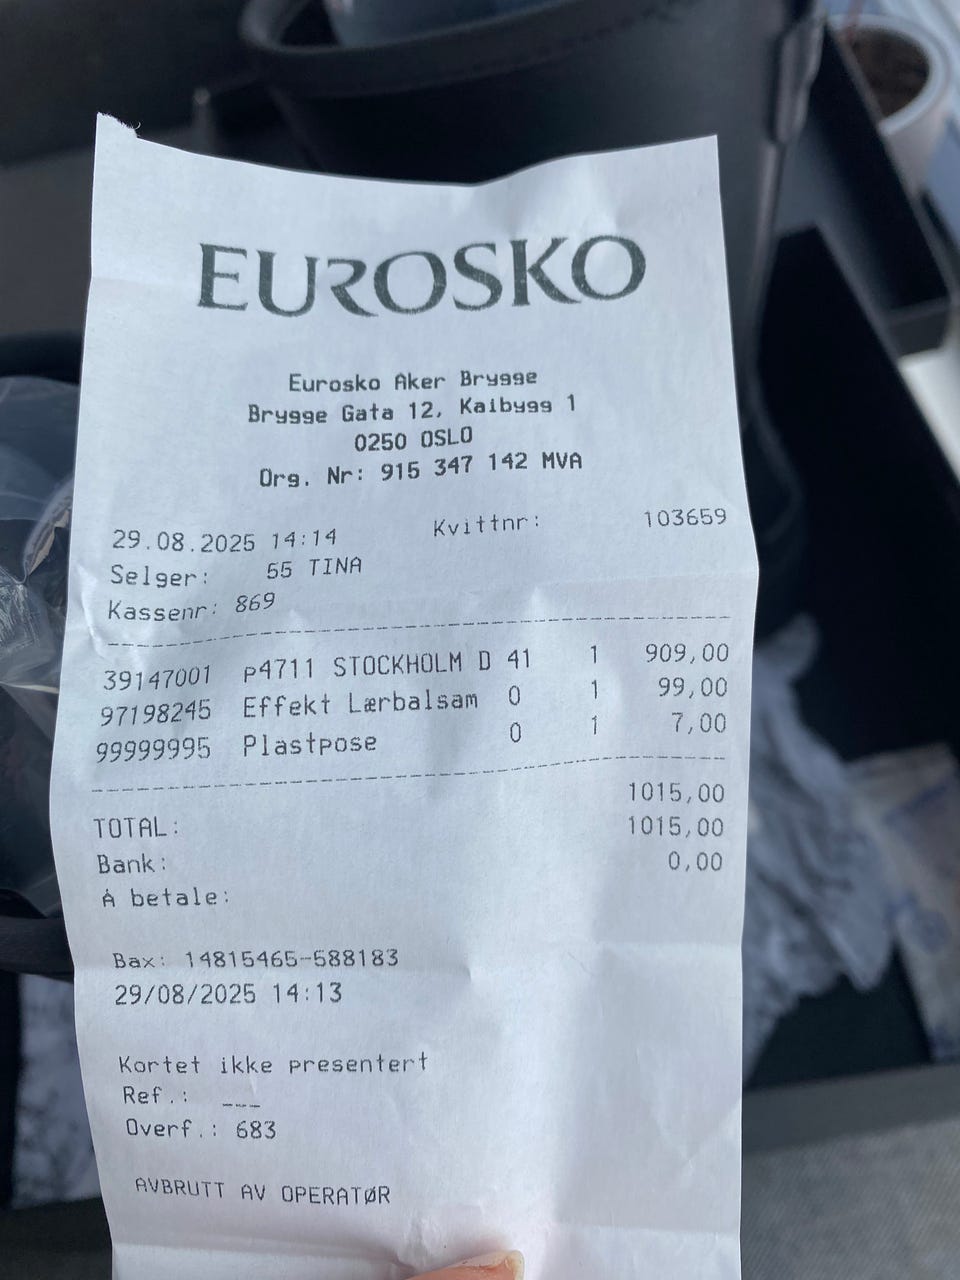 EUROSKO
Eurosko Aker Brygge
Brygge Gata 12, Kaibygg 1
0250 OSLO
Org. Nr: 915 347 142 MVA
29.08.2025 14:14 Kvittnr: 103659
Selger: 55 TINA
Kassenr: 869
39147001 p4711 STOCKHOLM D 41 1 909,00
97198245 Effekt Lærbalsam 0 1 99,00
99999995 Plastpose 0 1 7,00
TOTAL: 1015,00
Bank: 1015,00
Å betale: 0,00
Bax: 14815465-588183
29/08/2025 14:13
Kortet ikke presentert
Ref.: ___
Overf.: 683
AVBRUTT AV OPERATØR